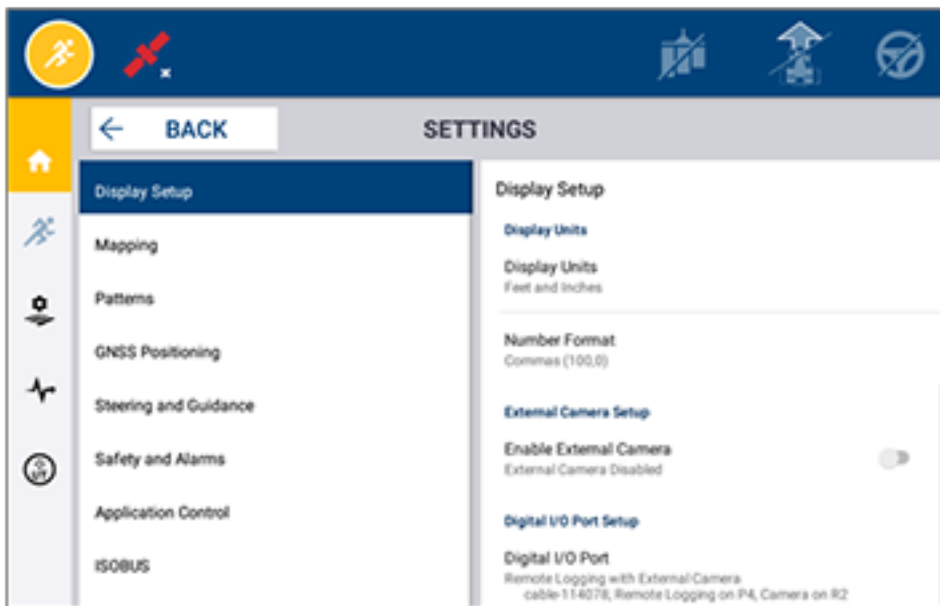 BACK
SETTINGS
Display Setup
Mapping
Patterns
GNSS Positioning
Steering and Guidance
Safety and Alarms
Application Control
ISOBUS
Display Setup
Display Units
Display Units
Feet and Inches
Number Format
Commas (100,0)
External Camera Setup
Enable External Camera
External Camera Disabled
Digital I/O Port Setup
Digital I/O Port
Remote Logging with External Camera
cable-114078, Remote Logging on P4, Camera on R2